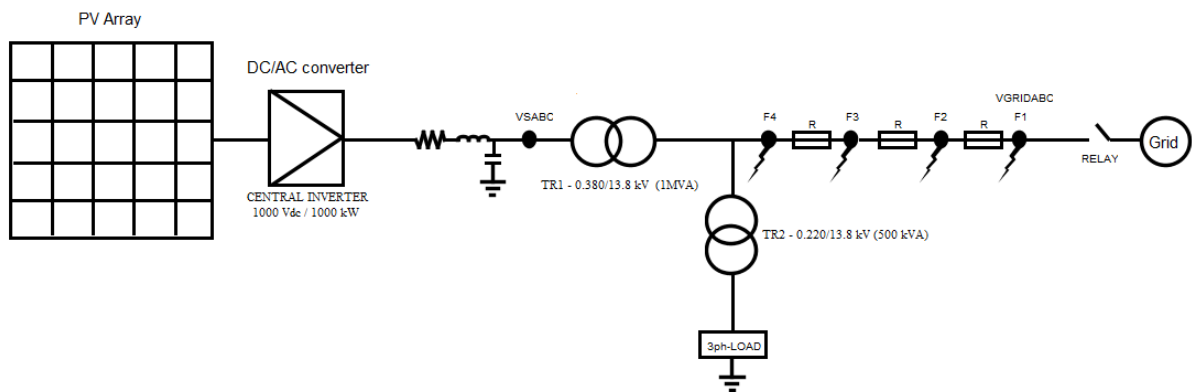 PV Array
DC/AC converter
CENTRAL INVERTER
1000 Vdc / 1000 kW
VSABC
TR1 - 0.380/13.8 kV (1MVA)
F4
R
F3
R
F2
R
VGRIDABC
F1
RELAY
Grid
TR2 - 0.220/13.8 kV (500 kVA)
3ph-LOAD